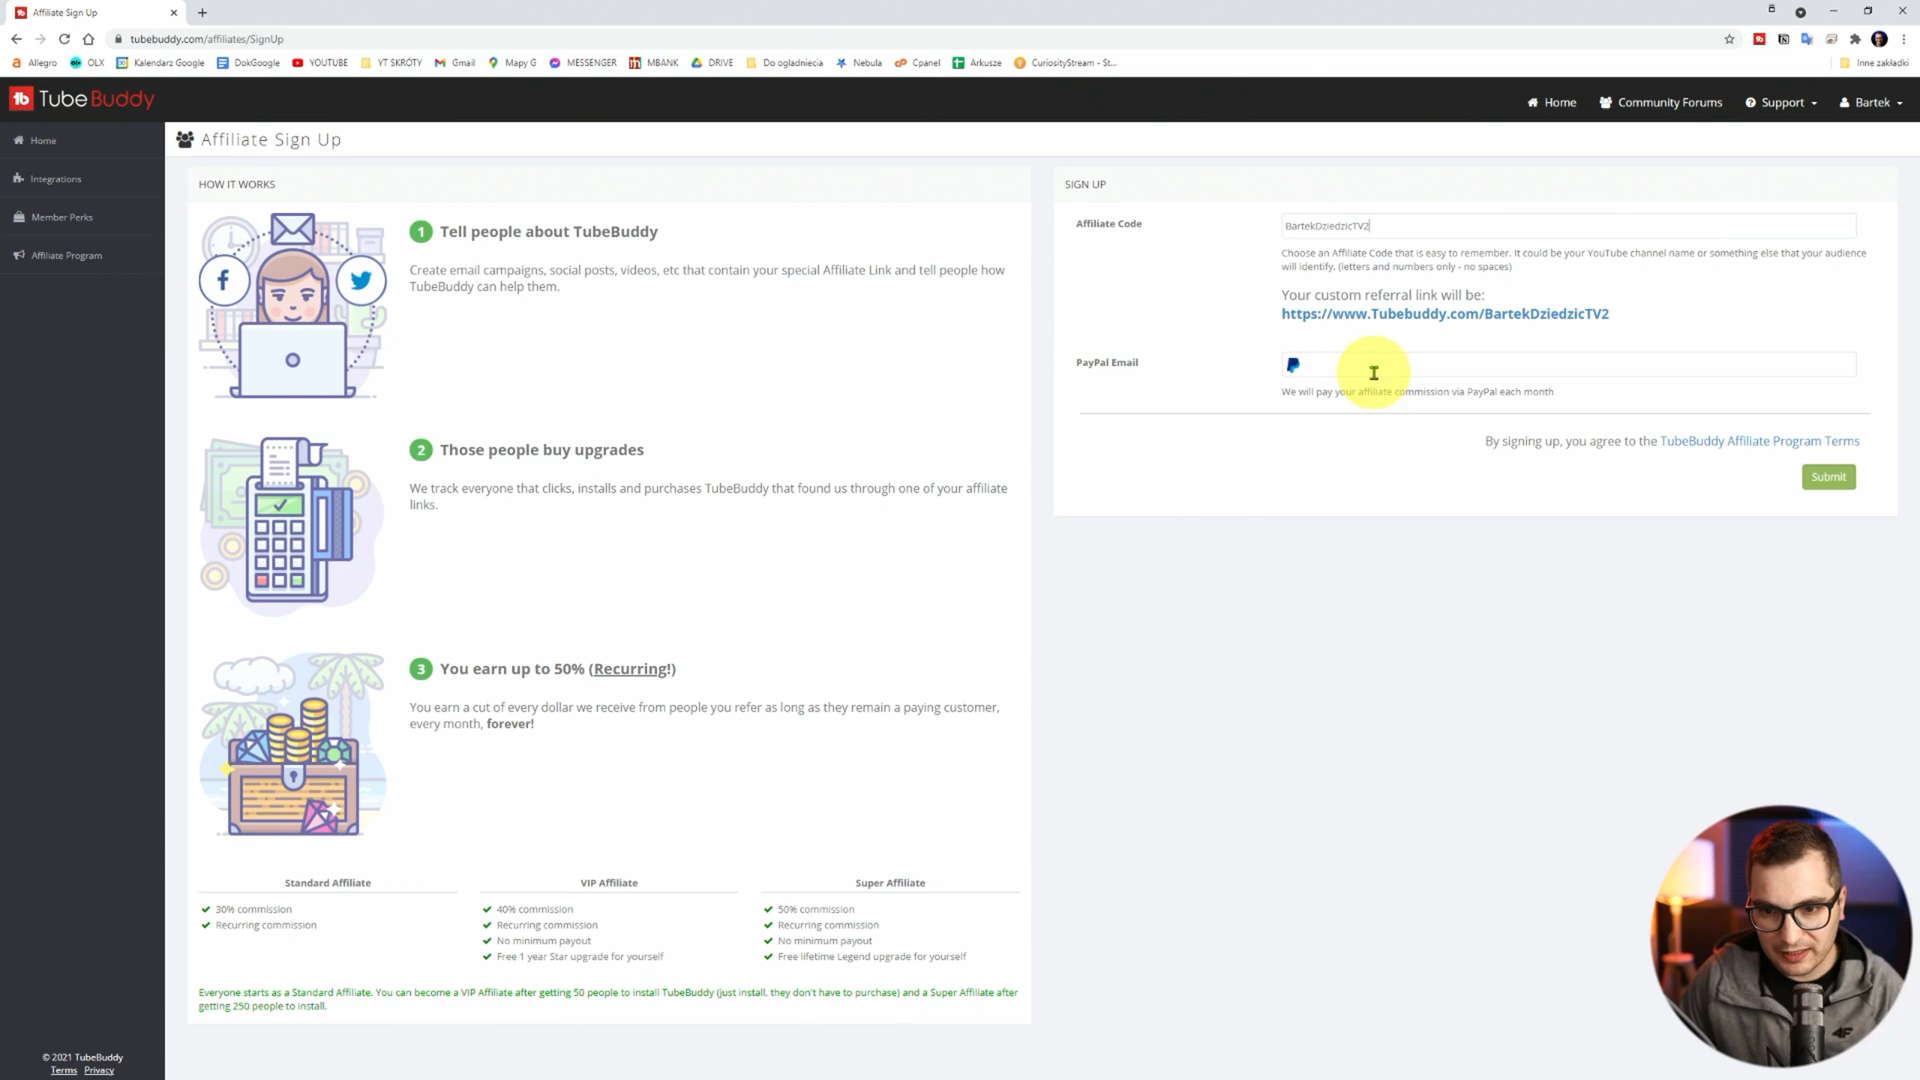 Affiliate Sign Up
tubebuddy.com/affiliates/SignUp
Allegro OLX Kalendarz Google DokGoogle YOUTUBE YT SKRÓTY Gmail Mapy G MESSENGER MBANK DRIVE Do ogladniecia Nebula Cpanel Arkusze CuriosityStream - St... Inne zakładki
TubeBuddy
Home Community Forums Support Bartek
Home
Integrations
Member Perks
Affiliate Program
Affiliate Sign Up
HOW IT WORKS
1 Tell people about TubeBuddy
Create email campaigns, social posts, videos, etc that contain your special Affiliate Link and tell people how
TubeBuddy can help them.
2 Those people buy upgrades
We track everyone that clicks, installs and purchases TubeBuddy that found us through one of your affiliate
links.
3 You earn up to 50% (Recurring!)
You earn a cut of every dollar we receive from people you refer as long as they remain a paying customer,
every month, forever!
Standard Affiliate
30% commission
Recurring commission
VIP Affiliate
40% commission
Recurring commission
No minimum payout
Free 1 year Star upgrade for yourself
Super Affiliate
50% commission
Recurring commission
No minimum payout
Free lifetime Legend upgrade for yourself
Everyone starts as a Standard Affiliate. You can become a VIP Affiliate after getting 50 people to install TubeBuddy (just install, they don't have to purchase) and a Super Affiliate after
getting 250 people to install.
SIGN UP
Affiliate Code
BartekDziedzicTV2
Choose an Affiliate Code that is easy to remember. It could be your YouTube channel name or something else that your audience
will identify. (letters and numbers only - no spaces)
Your custom referral link will be:
https://www.Tubebuddy.com/BartekDziedzicTV2
PayPal Email
We will pay your affiliate commission via PayPal each month
By signing up, you agree to the TubeBuddy Affiliate Program Terms
Submit
© 2021 TubeBuddy
Terms Privacy
4F